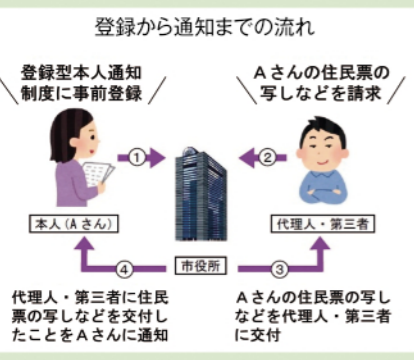 登録から通知までの流れ
登録型本人通知
制度に事前登録
Aさんの住民票の
写しなどを請求
①
②
本人(Aさん)
代理人・第三者
市役所
④
③
代理人・第三者に住民
票の写しなどを交付し
たことをAさんに通知
Aさんの住民票の写し
などを代理人・第三者
に交付